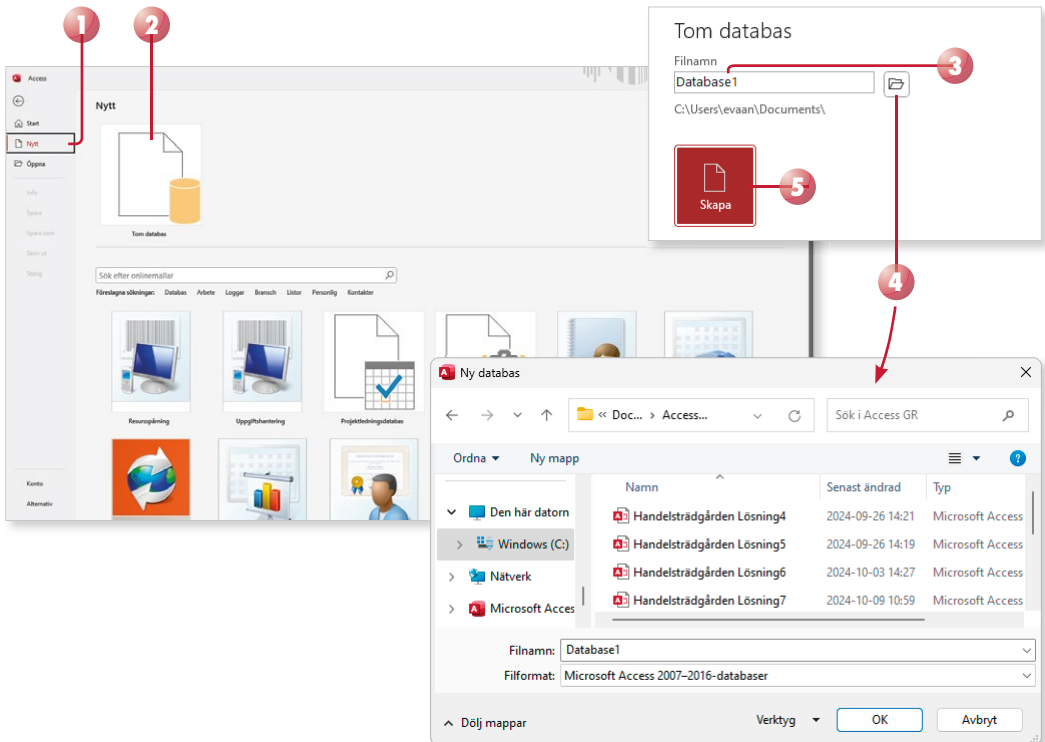 1
2
Tom databas
Filnamn
3
Database1
C:\Users\evaan\Documents\
Skapa
5
4
Access
Start
Nytt
Öppna
Info
Spara
Spara som
Skriv ut
Stäng
Konto
Alternativ
Nytt
Tom databas
Sök efter onlinemallar
Föreslagna sökningar: Databas Arbete Loggar Bransch Listor Personlig Kontakter
Resursspårning Uppgiftshantering Projektledningsdatabas
Ny databas
« Doc... › Access...
Sök i Access GR
Ordna Ny mapp
Namn Senast ändrad Typ
Den här datorn
Windows (C:)
Nätverk
Microsoft Acces
Handelsträdgården Lösning4 2024-09-26 14:21 Microsoft Access
Handelsträdgården Lösning5 2024-09-26 14:19 Microsoft Access
Handelsträdgården Lösning6 2024-10-03 14:27 Microsoft Access
Handelsträdgården Lösning7 2024-10-09 10:59 Microsoft Access
Filnamn: Database1
Filformat: Microsoft Access 2007–2016-databaser
Dölj mappar
Verktyg OK Avbryt